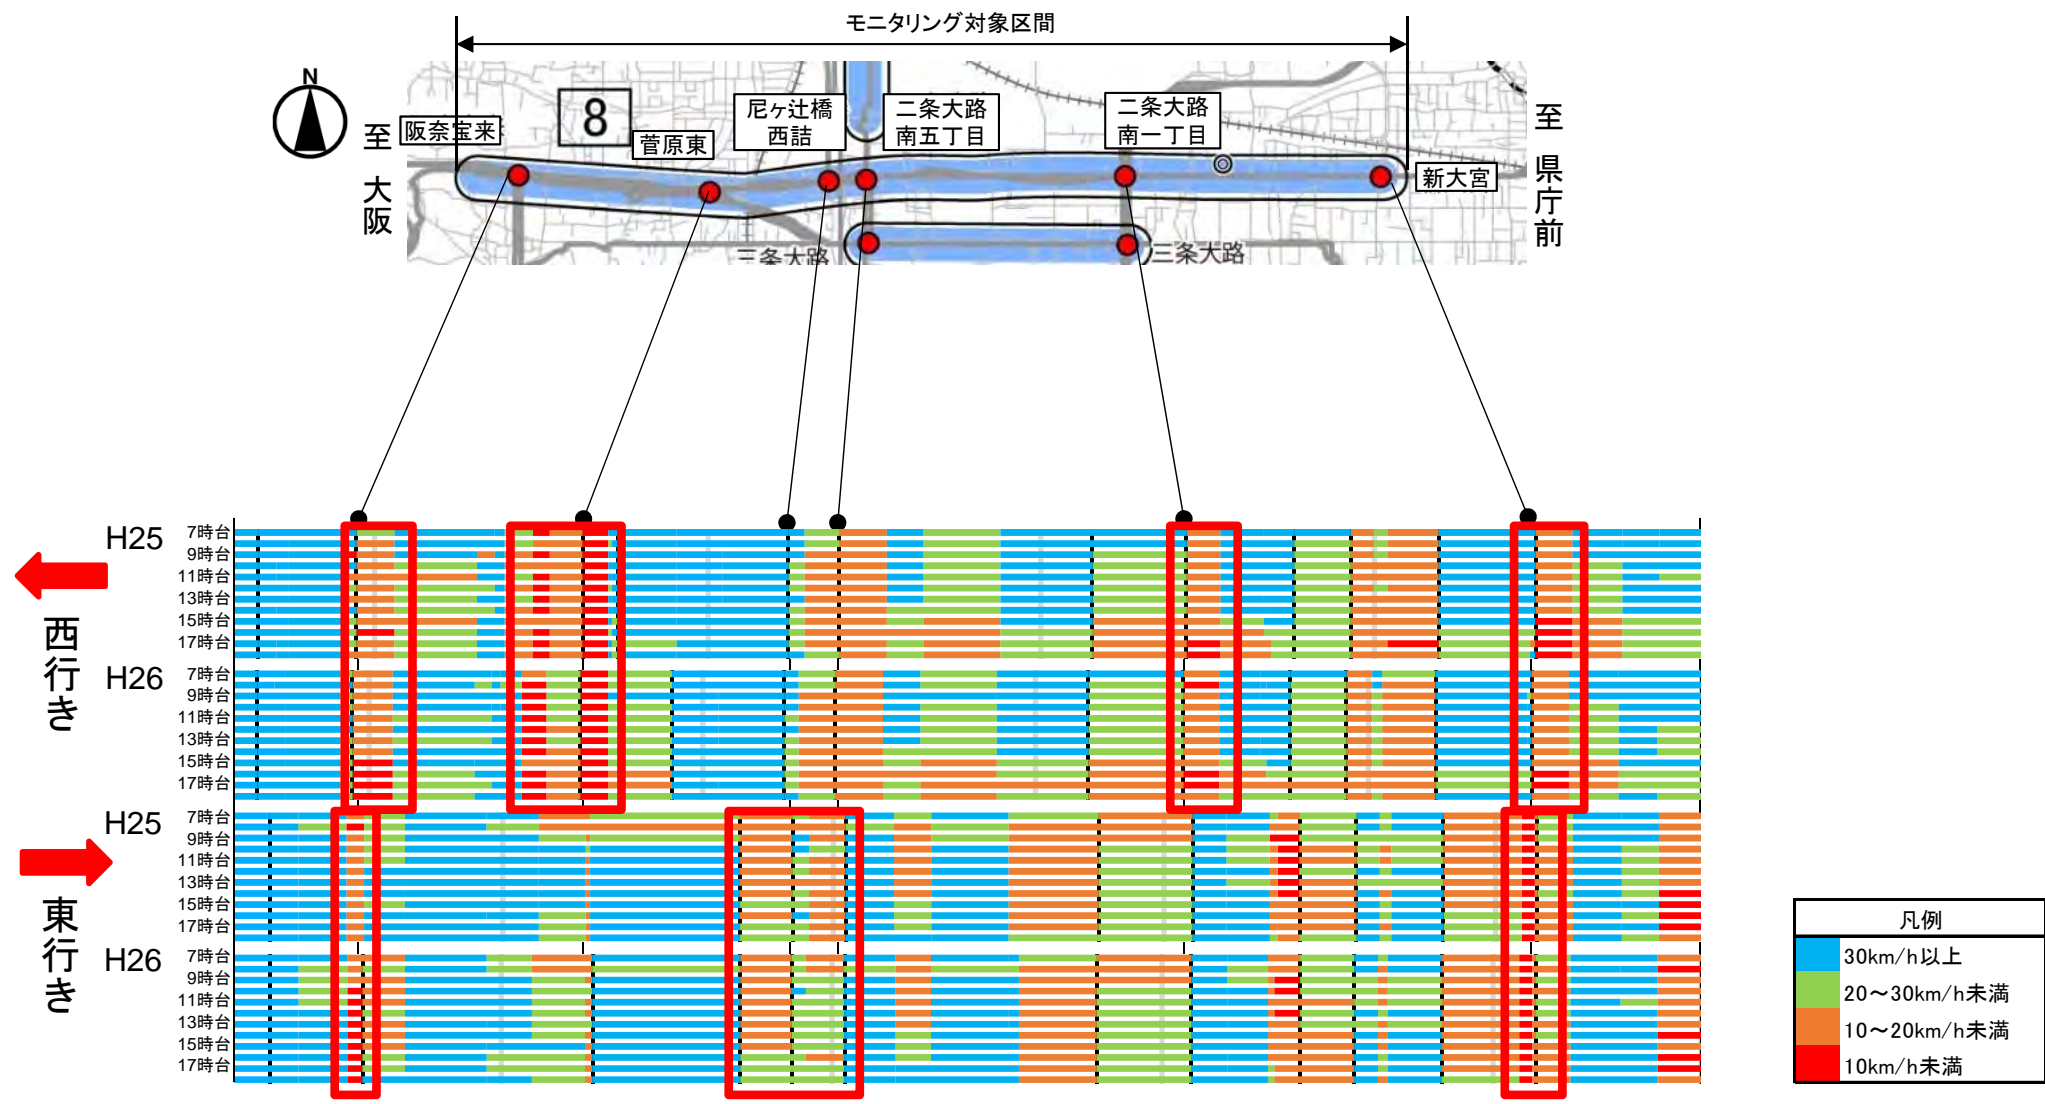 モニタリング対象区間
N
至
大
阪
阪奈宝来
8
菅原東
尼ヶ辻橋
西詰
二条大路
南五丁目
二条大路
南一丁目
新大宮
至
県
庁
前
三条大路
三条大路
西行き
H25
7時台
9時台
11時台
13時台
15時台
17時台
H26
7時台
9時台
11時台
13時台
15時台
17時台
東行き
H25
7時台
9時台
11時台
13時台
15時台
17時台
H26
7時台
9時台
11時台
13時台
15時台
17時台
凡例
30km/h以上
20～30km/h未満
10～20km/h未満
10km/h未満